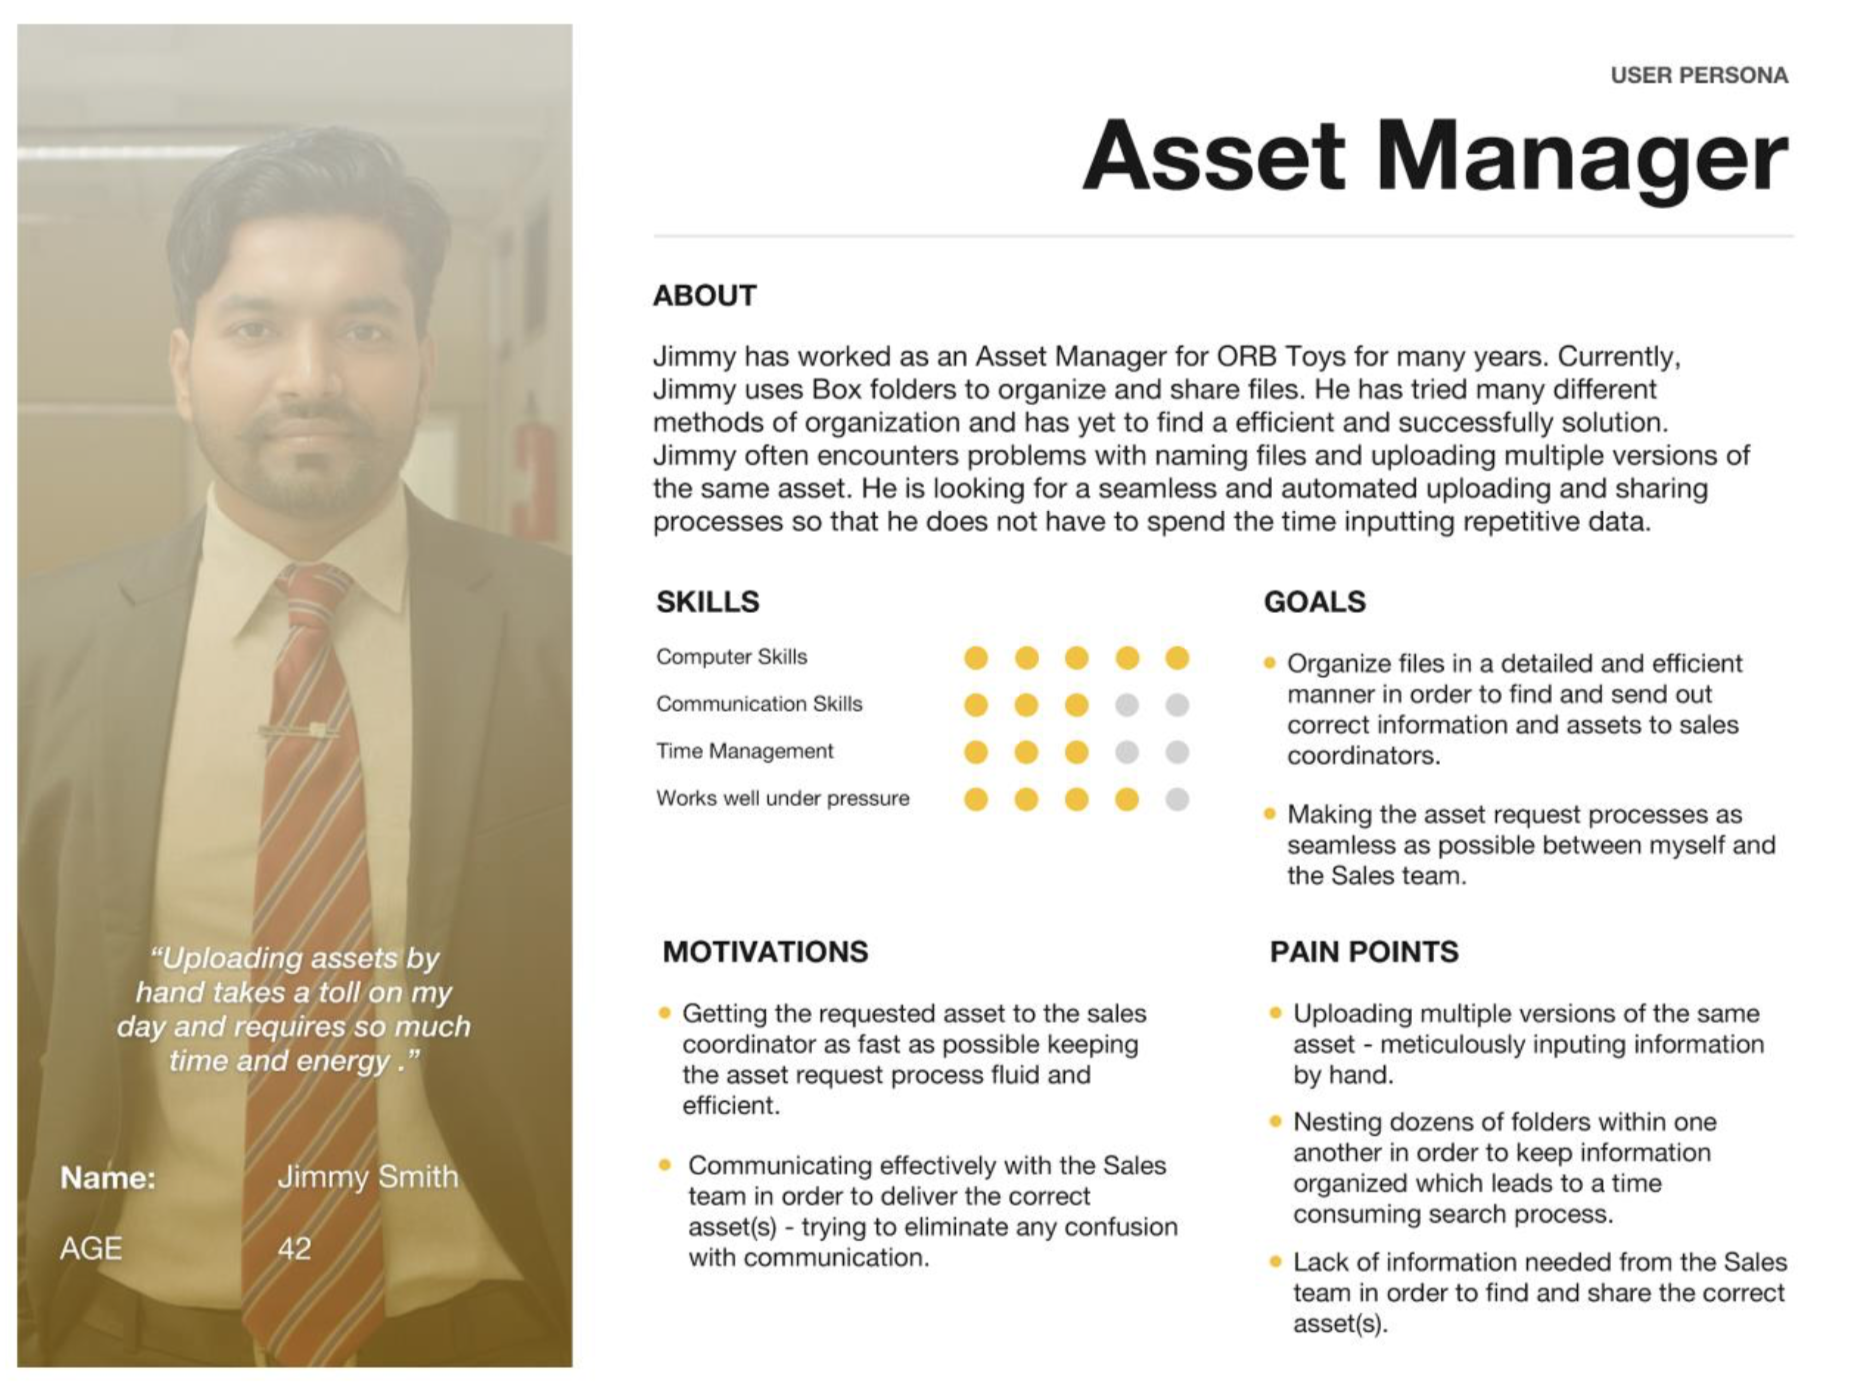 USER PERSONA
Asset Manager
ABOUT
Jimmy has worked as an Asset Manager for ORB Toys for many years. Currently,
Jimmy uses Box folders to organize and share files. He has tried many different
methods of organization and has yet to find a efficient and successfully solution.
Jimmy often encounters problems with naming files and uploading multiple versions of
the same asset. He is looking for a seamless and automated uploading and sharing
processes so that he does not have to spend the time inputting repetitive data.
SKILLS
Computer Skills
Communication Skills
Time Management
Works well under pressure
GOALS
Organize files in a detailed and efficient
manner in order to find and send out
correct information and assets to sales
coordinators.
Making the asset request processes as
seamless as possible between myself and
the Sales team.
MOTIVATIONS
Getting the requested asset to the sales
coordinator as fast as possible keeping
the asset request process fluid and
efficient.
Communicating effectively with the Sales
team in order to deliver the correct
asset(s) - trying to eliminate any confusion
with communication.
PAIN POINTS
Uploading multiple versions of the same
asset - meticulously inputing information
by hand.
Nesting dozens of folders within one
another in order to keep information
organized which leads to a time
consuming search process.
Lack of information needed from the Sales
team in order to find and share the correct
asset(s).
“Uploading assets by
hand takes a toll on my
day and requires so much
time and energy .”
Name: Jimmy Smith
AGE 42